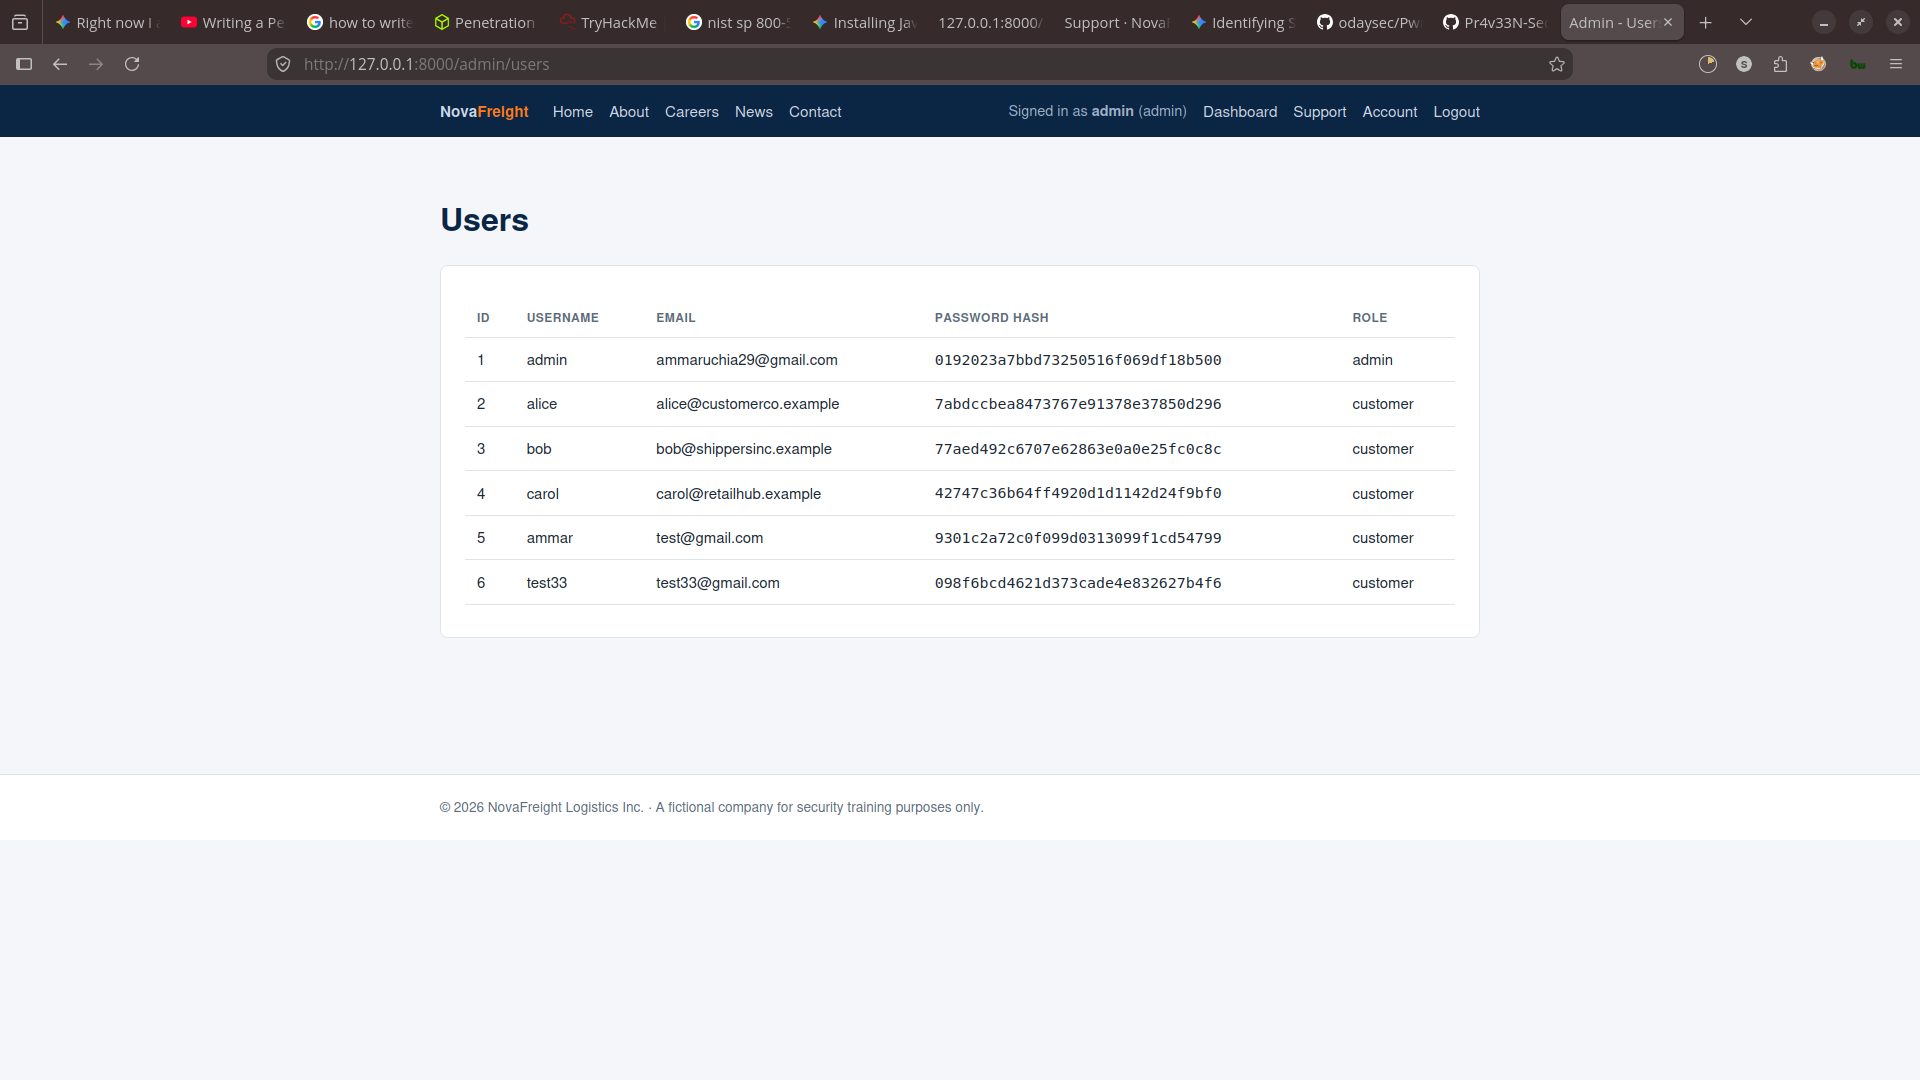 Right now I
Writing a Pe
how to write
Penetration
TryHackMe
nist sp 800-
Installing Ja
127.0.0.1:8000/
Support · Nova
Identifying S
odaysec/Pw
Pr4v33N-Sec
Admin - User
http://127.0.0.1:8000/admin/users
S
bw
NovaFreight Home About Careers News Contact Signed in as admin (admin) Dashboard Support Account Logout
Users
ID USERNAME EMAIL PASSWORD HASH ROLE
1 admin ammaruchia29@gmail.com 0192023a7bbd73250516f069df18b500 admin
2 alice alice@customerco.example 7abdccbea8473767e91378e37850d296 customer
3 bob bob@shippersinc.example 77aed492c6707e62863e0a0e25fc0c8c customer
4 carol carol@retailhub.example 42747c36b64ff4920d1d1142d24f9bf0 customer
5 ammar test@gmail.com 9301c2a72c0f099d0313099f1cd54799 customer
6 test33 test33@gmail.com 098f6bcd4621d373cade4e832627b4f6 customer
© 2026 NovaFreight Logistics Inc. · A fictional company for security training purposes only.